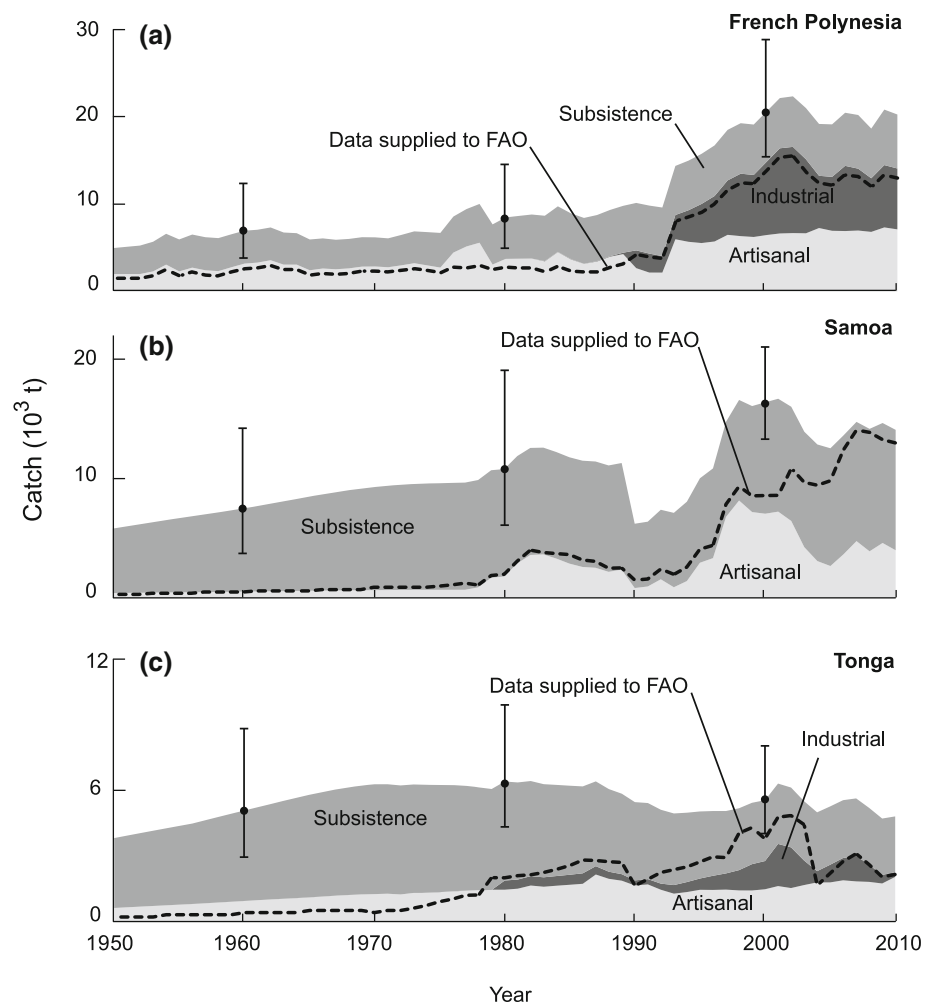 (a)
French Polynesia
30
20
10
0
Subsistence
Data supplied to FAO
Industrial
Artisanal
(b)
Samoa
20
10
0
Data supplied to FAO
Subsistence
Artisanal
Catch (10³ t)
(c)
Tonga
12
6
0
Data supplied to FAO
Industrial
Subsistence
Artisanal
1950 1960 1970 1980 1990 2000 2010
Year